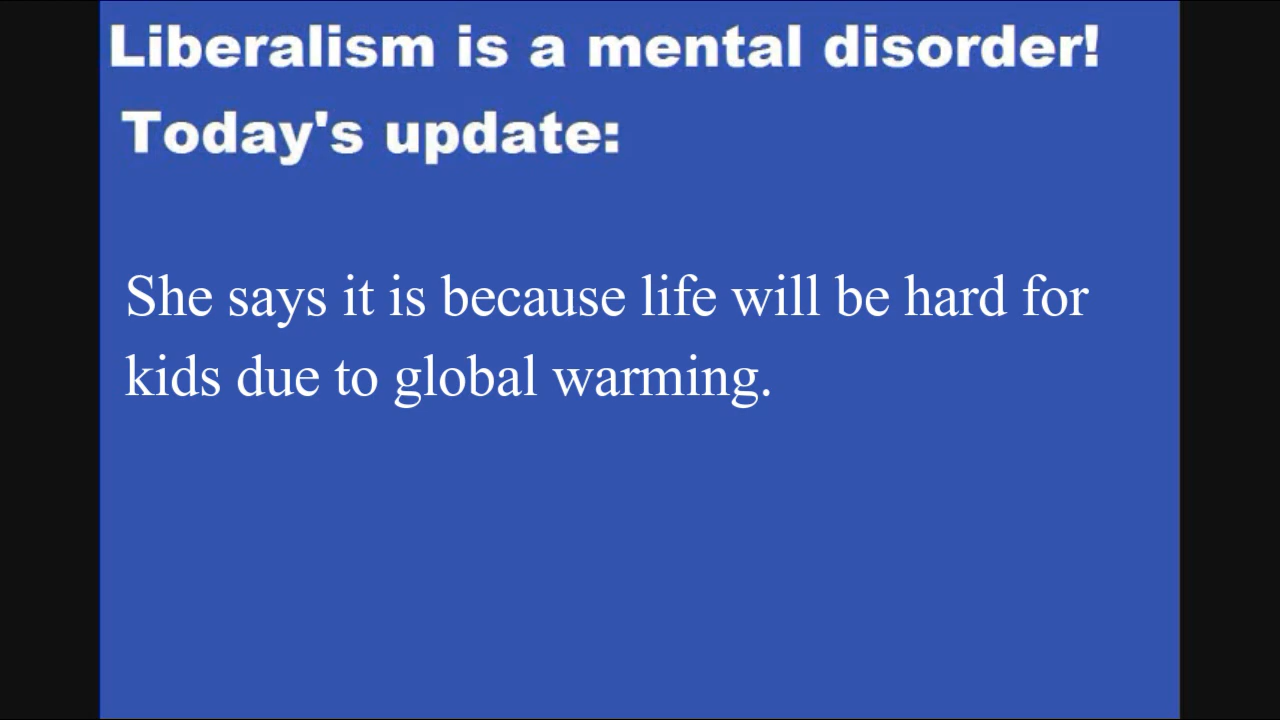 Liberalism is a mental disorder!
Today's update:
She says it is because life will be hard for
kids due to global warming.